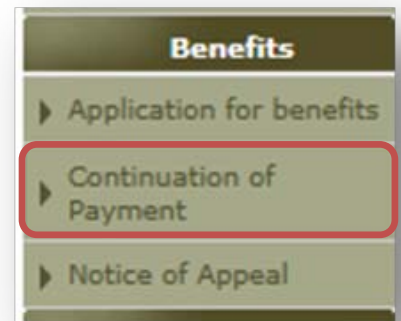 Benefits
Application for benefits
Continuation of
Payment
Notice of Appeal